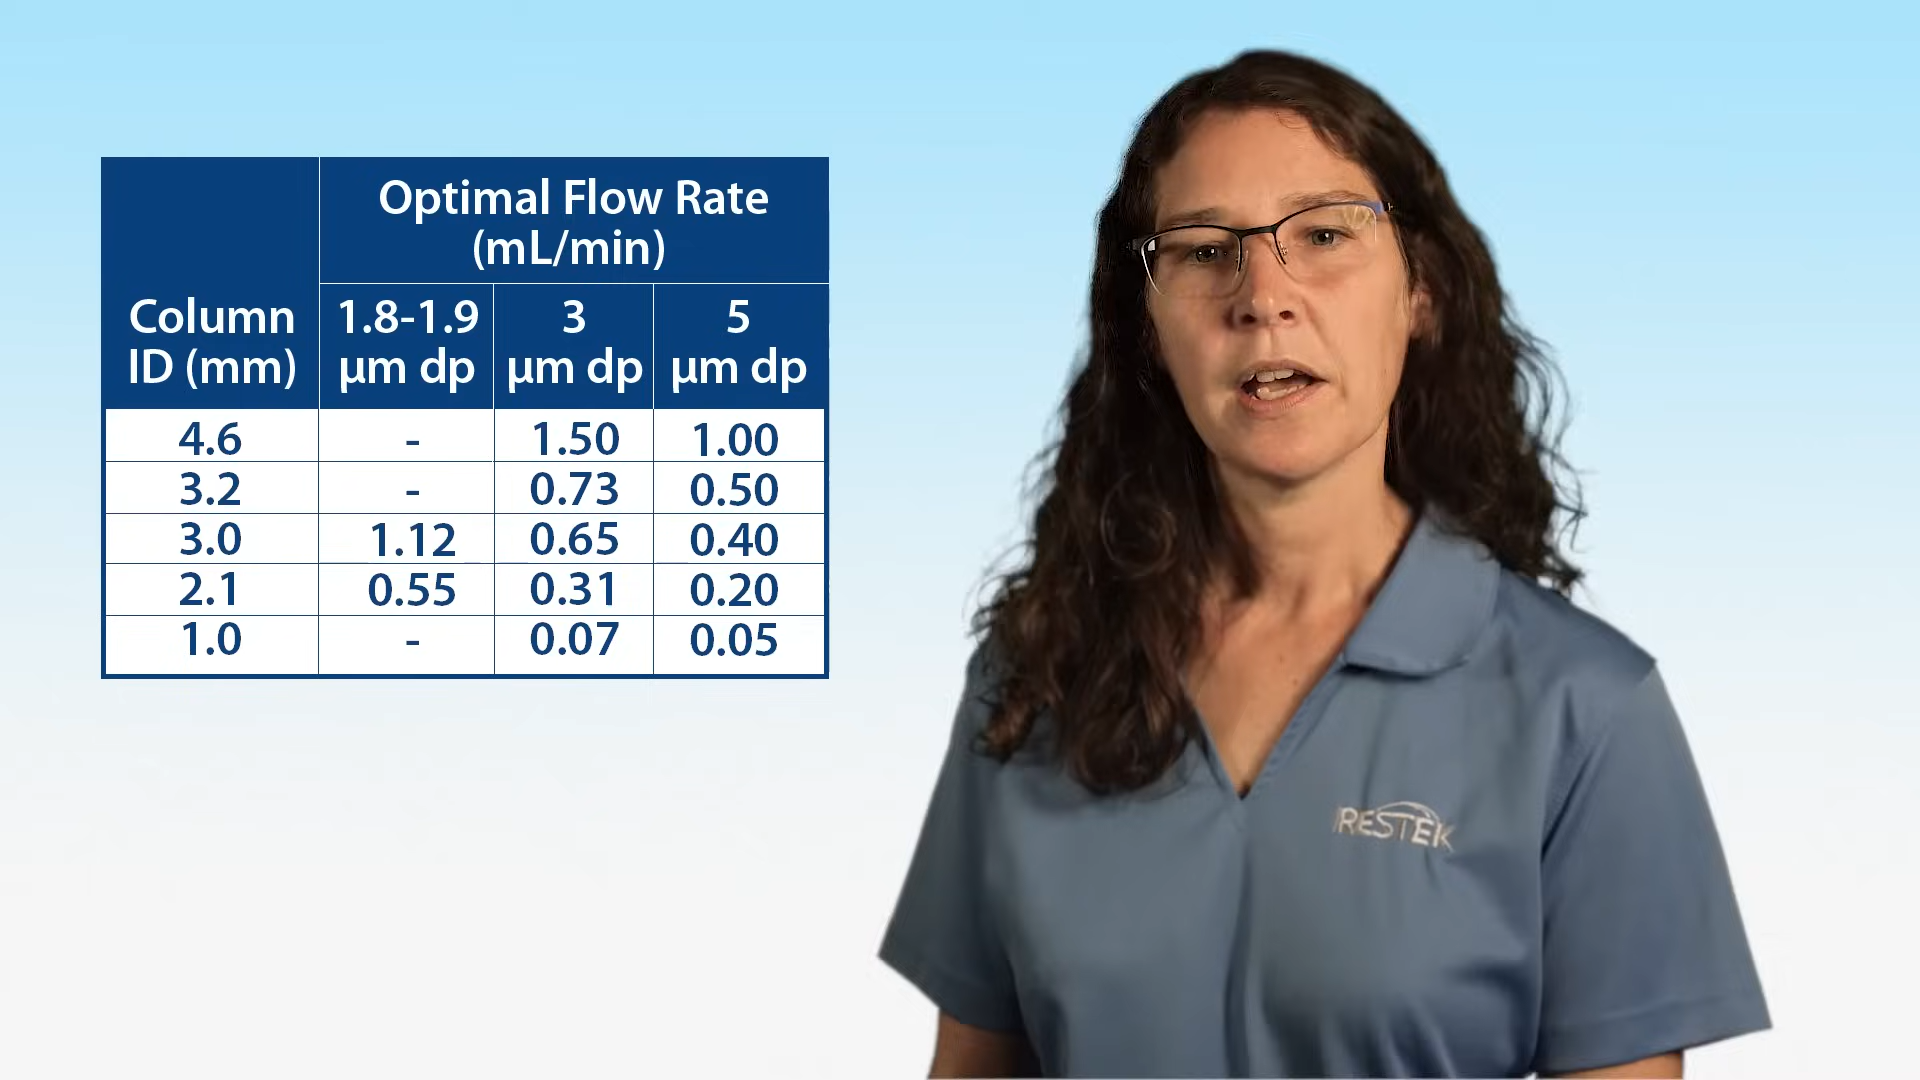 Optimal Flow Rate
(mL/min)
Column
ID (mm)
1.8-1.9
µm dp
3
µm dp
5
µm dp
4.6 - 1.50 1.00
3.2 - 0.73 0.50
3.0 1.12 0.65 0.40
2.1 0.55 0.31 0.20
1.0 - 0.07 0.05
RESTEK